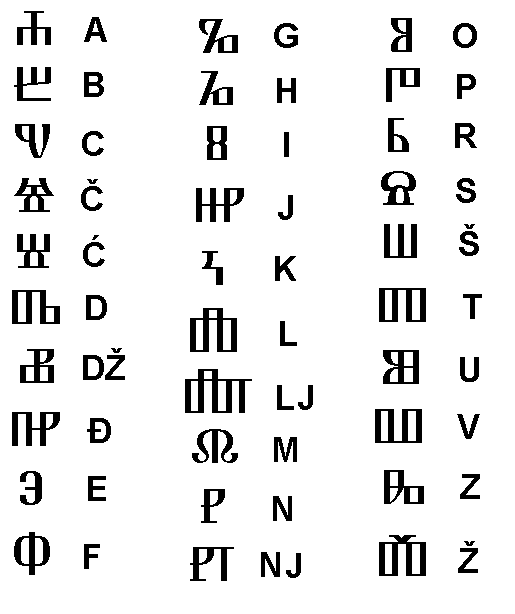 Ⰰ A
Ⰱ B
Ⱌ C
Ⱍ Č
Ⱋ Ć
Ⰴ D
DŽ
Đ
Ⰵ E
Ⱇ F
Ⰳ G
Ⱈ H
Ⰻ I
J
Ⰽ K
Ⰾ L
LJ
Ⰿ M
Ⱀ N
NJ
Ⱁ O
Ⱂ P
Ⱃ R
Ⱄ S
Ⱎ Š
Ⱅ T
Ⱆ U
Ⰲ V
Ⰸ Z
Ⰶ Ž